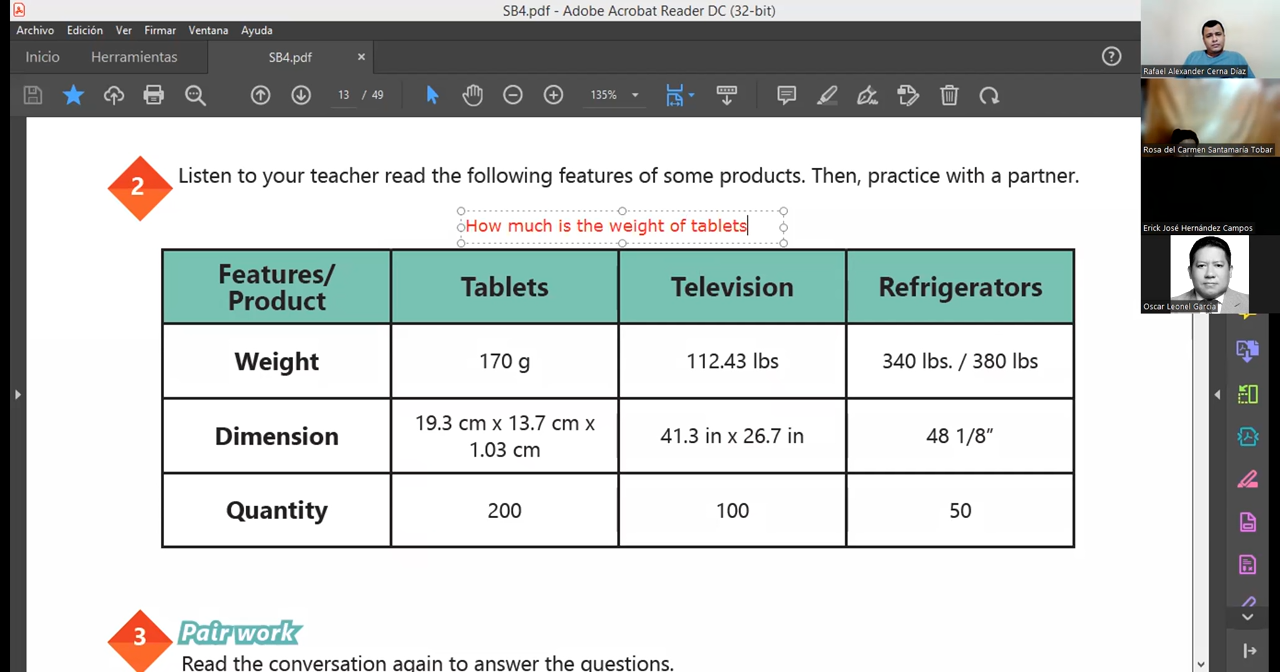 SB4.pdf - Adobe Acrobat Reader DC (32-bit)
Archivo Edición Ver Firmar Ventana Ayuda
Inicio Herramientas SB4.pdf ×
13 / 49 135%
2 Listen to your teacher read the following features of some products. Then, practice with a partner.
How much is the weight of tablets
Features/
Product
Tablets Television Refrigerators
Weight 170 g 112.43 lbs 340 lbs. / 380 lbs
Dimension 19.3 cm x 13.7 cm x
1.03 cm
41.3 in x 26.7 in 48 1/8”
Quantity 200 100 50
3 Pair work
Read the conversation again to answer the questions.
Rafael Alexander Cerna Díaz
Rosa del Carmen Santamaría Tobar
Erick José Hernández Campos
Oscar Leonel García